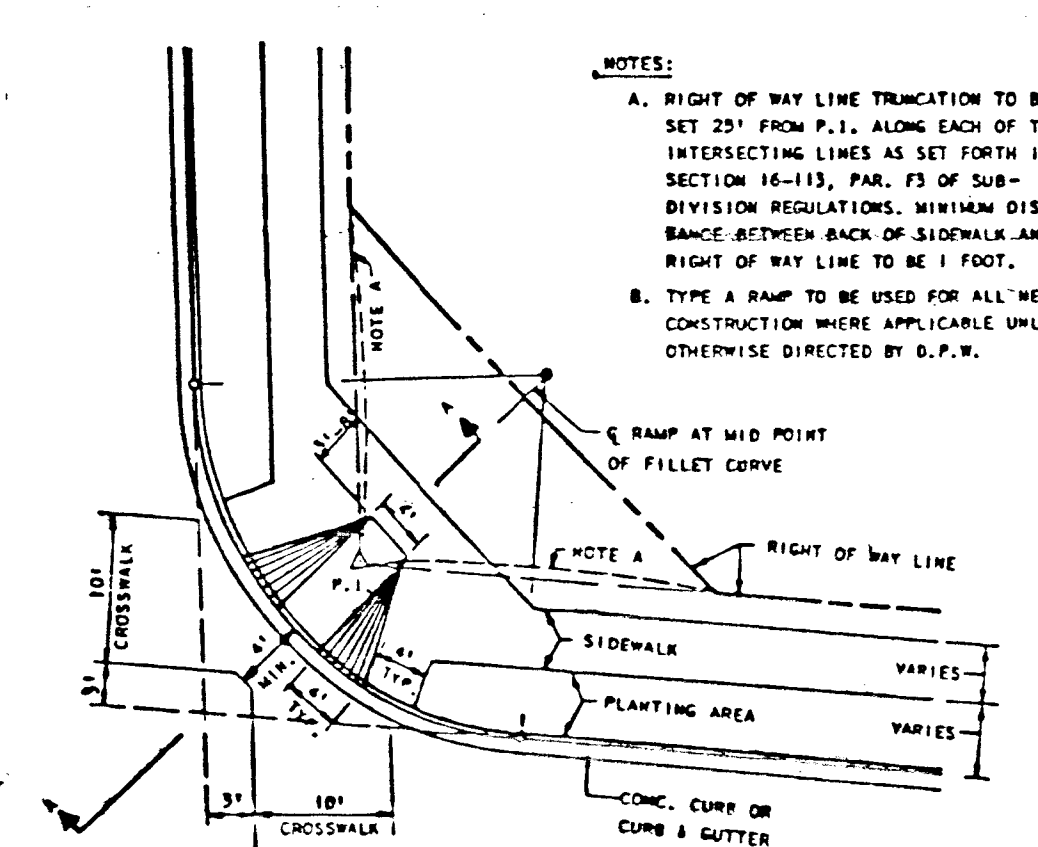 NOTES:
A. RIGHT OF WAY LINE TRUNCATION TO B
SET 25' FROM P.I. ALONG EACH OF T
INTERSECTING LINES AS SET FORTH I
SECTION 16-113, PAR. F3 OF SUB-
DIVISION REGULATIONS. MINIMUM DIS
TANCE BETWEEN BACK OF SIDEWALK AN
RIGHT OF WAY LINE TO BE 1 FOOT.
B. TYPE A RAMP TO BE USED FOR ALL NE
CONSTRUCTION WHERE APPLICABLE UNL
OTHERWISE DIRECTED BY D.P.W.
NOTE A
A
℄ RAMP AT MID POINT
OF FILLET CURVE
4'
NOTE A
RIGHT OF WAY LINE
P.I.
10'
CROSSWALK
SIDEWALK
VARIES
4'
MIN.
4'
TYP.
4'
TYP.
3'
PLANTING AREA
VARIES
A
3'
10'
CROSSWALK
CONC. CURB OR
CURB & GUTTER